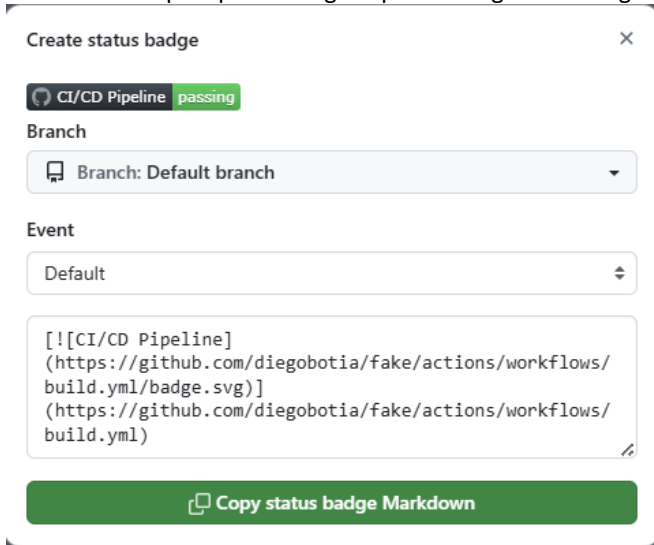 Create status badge
CI/CD Pipeline passing
Branch
Branch: Default branch
Event
Default
[![CI/CD Pipeline]
(https://github.com/diegobotia/fake/actions/workflows/
build.yml/badge.svg)]
(https://github.com/diegobotia/fake/actions/workflows/
build.yml)
Copy status badge Markdown